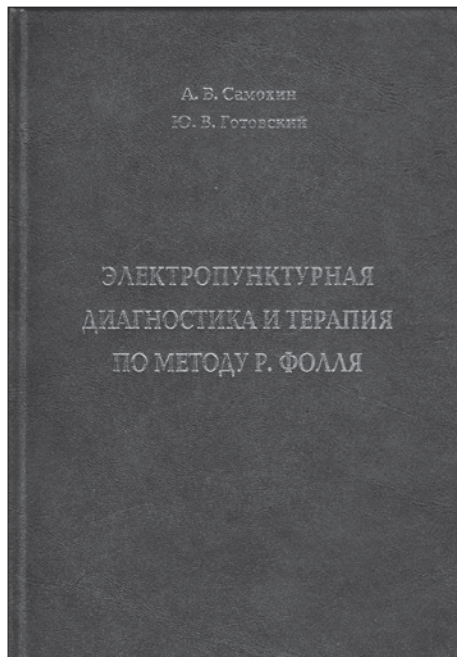 А. В. Самохин
Ю. В. Готовский
ЭЛЕКТРОПУНКТУРНАЯ
ДИАГНОСТИКА И ТЕРАПИЯ
ПО МЕТОДУ Р. ФОЛЛЯ